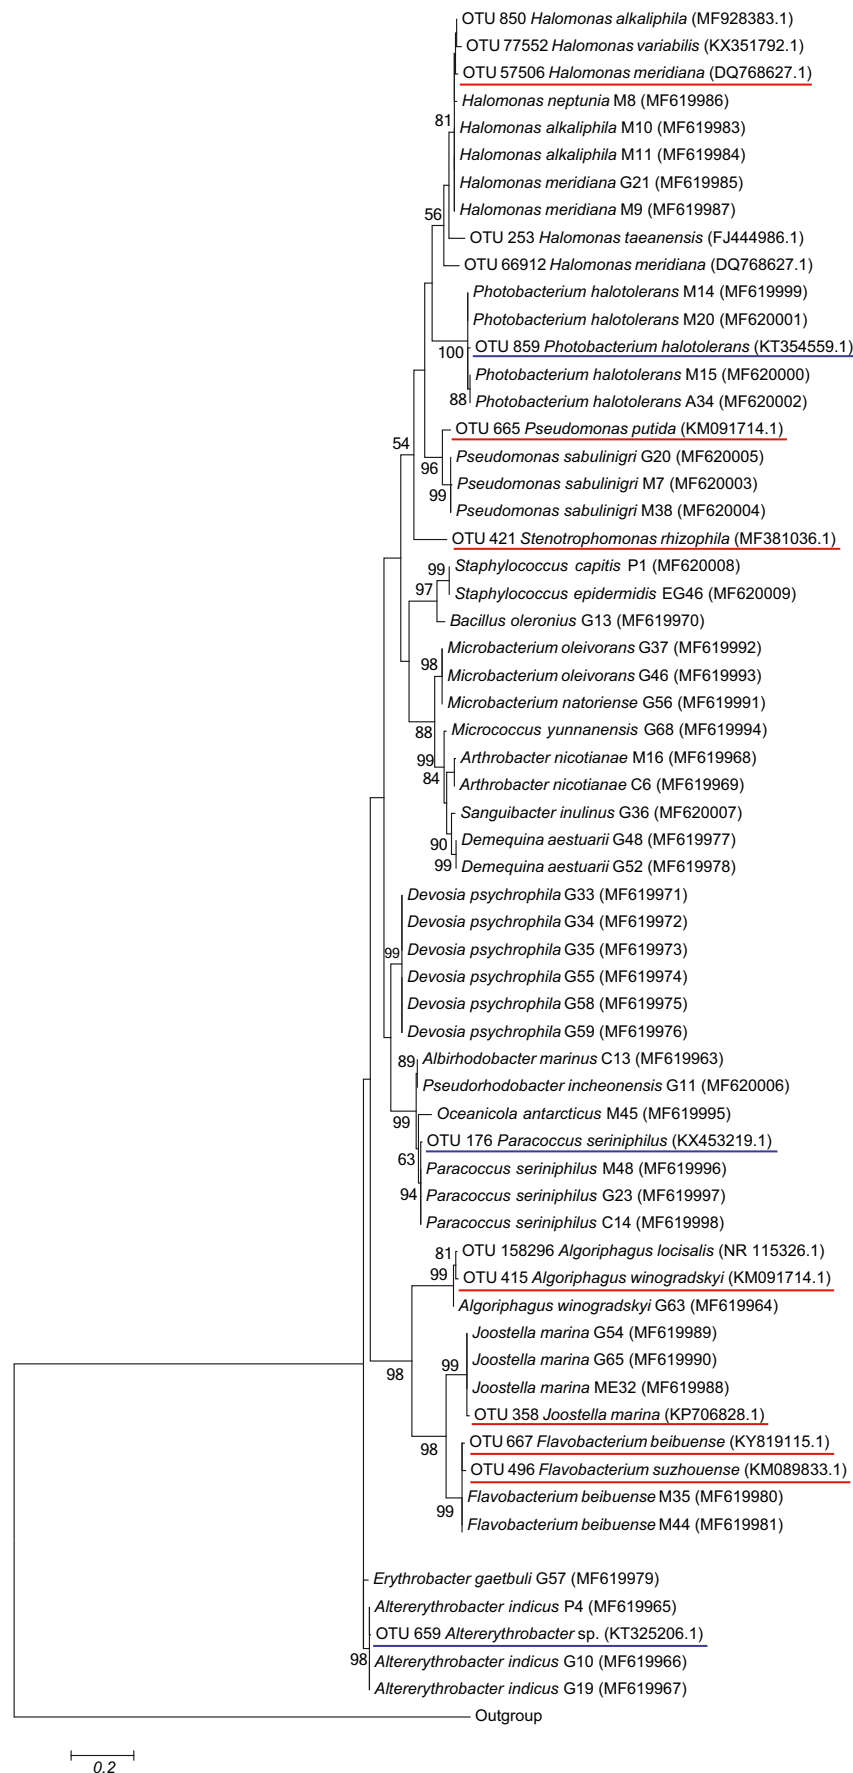 OTU 850 Halomonas alkaliphila (MF928383.1)
OTU 77552 Halomonas variabilis (KX351792.1)
OTU 57506 Halomonas meridiana (DQ768627.1)
Halomonas neptunia M8 (MF619986)
81
Halomonas alkaliphila M10 (MF619983)
Halomonas alkaliphila M11 (MF619984)
Halomonas meridiana G21 (MF619985)
Halomonas meridiana M9 (MF619987)
56
OTU 253 Halomonas taeanensis (FJ444986.1)
OTU 66912 Halomonas meridiana (DQ768627.1)
Photobacterium halotolerans M14 (MF619999)
Photobacterium halotolerans M20 (MF620001)
OTU 859 Photobacterium halotolerans (KT354559.1)
100
Photobacterium halotolerans M15 (MF620000)
88
Photobacterium halotolerans A34 (MF620002)
OTU 665 Pseudomonas putida (KM091714.1)
54
Pseudomonas sabulinigri G20 (MF620005)
96
Pseudomonas sabulinigri M7 (MF620003)
99
Pseudomonas sabulinigri M38 (MF620004)
OTU 421 Stenotrophomonas rhizophila (MF381036.1)
99
Staphylococcus capitis P1 (MF620008)
97
Staphylococcus epidermidis EG46 (MF620009)
Bacillus oleronius G13 (MF619970)
Microbacterium oleivorans G37 (MF619992)
98
Microbacterium oleivorans G46 (MF619993)
Microbacterium natoriense G56 (MF619991)
88
Micrococcus yunnanensis G68 (MF619994)
99
Arthrobacter nicotianae M16 (MF619968)
84
Arthrobacter nicotianae C6 (MF619969)
Sanguibacter inulinus G36 (MF620007)
90
Demequina aestuarii G48 (MF619977)
99
Demequina aestuarii G52 (MF619978)
Devosia psychrophila G33 (MF619971)
Devosia psychrophila G34 (MF619972)
99
Devosia psychrophila G35 (MF619973)
Devosia psychrophila G55 (MF619974)
Devosia psychrophila G58 (MF619975)
Devosia psychrophila G59 (MF619976)
89
Albirhodobacter marinus C13 (MF619963)
Pseudorhodobacter incheonensis G11 (MF620006)
99
Oceanicola antarcticus M45 (MF619995)
OTU 176 Paracoccus seriniphilus (KX453219.1)
63
Paracoccus seriniphilus M48 (MF619996)
94
Paracoccus seriniphilus G23 (MF619997)
Paracoccus seriniphilus C14 (MF619998)
81
OTU 158296 Algoriphagus locisalis (NR 115326.1)
99
OTU 415 Algoriphagus winogradskyi (KM091714.1)
Algoriphagus winogradskyi G63 (MF619964)
Joostella marina G54 (MF619989)
99
Joostella marina G65 (MF619990)
98
Joostella marina ME32 (MF619988)
OTU 358 Joostella marina (KP706828.1)
98
OTU 667 Flavobacterium beibuense (KY819115.1)
OTU 496 Flavobacterium suzhouense (KM089833.1)
99
Flavobacterium beibuense M35 (MF619980)
Flavobacterium beibuense M44 (MF619981)
Erythrobacter gaetbuli G57 (MF619979)
Altererythrobacter indicus P4 (MF619965)
OTU 659 Altererythrobacter sp. (KT325206.1)
98
Altererythrobacter indicus G10 (MF619966)
Altererythrobacter indicus G19 (MF619967)
Outgroup
0.2